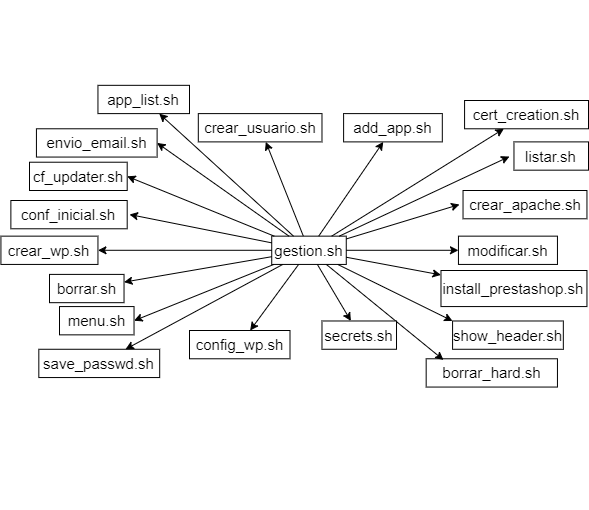 app_list.sh
crear_usuario.sh
add_app.sh
cert_creation.sh
envio_email.sh
listar.sh
cf_updater.sh
conf_inicial.sh
crear_apache.sh
crear_wp.sh
gestion.sh
modificar.sh
borrar.sh
install_prestashop.sh
menu.sh
config_wp.sh
secrets.sh
show_header.sh
save_passwd.sh
borrar_hard.sh